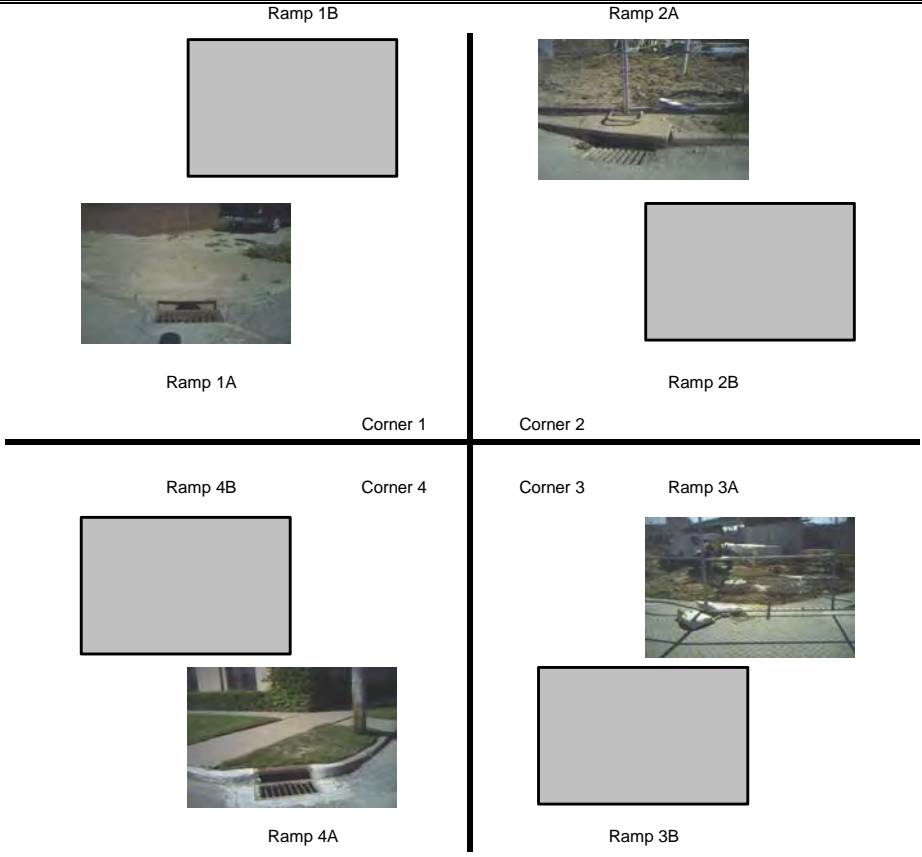 Ramp 1B
Ramp 2A
Ramp 1A
Ramp 2B
Corner 1
Corner 2
Ramp 4B
Corner 4
Corner 3
Ramp 3A
Ramp 4A
Ramp 3B